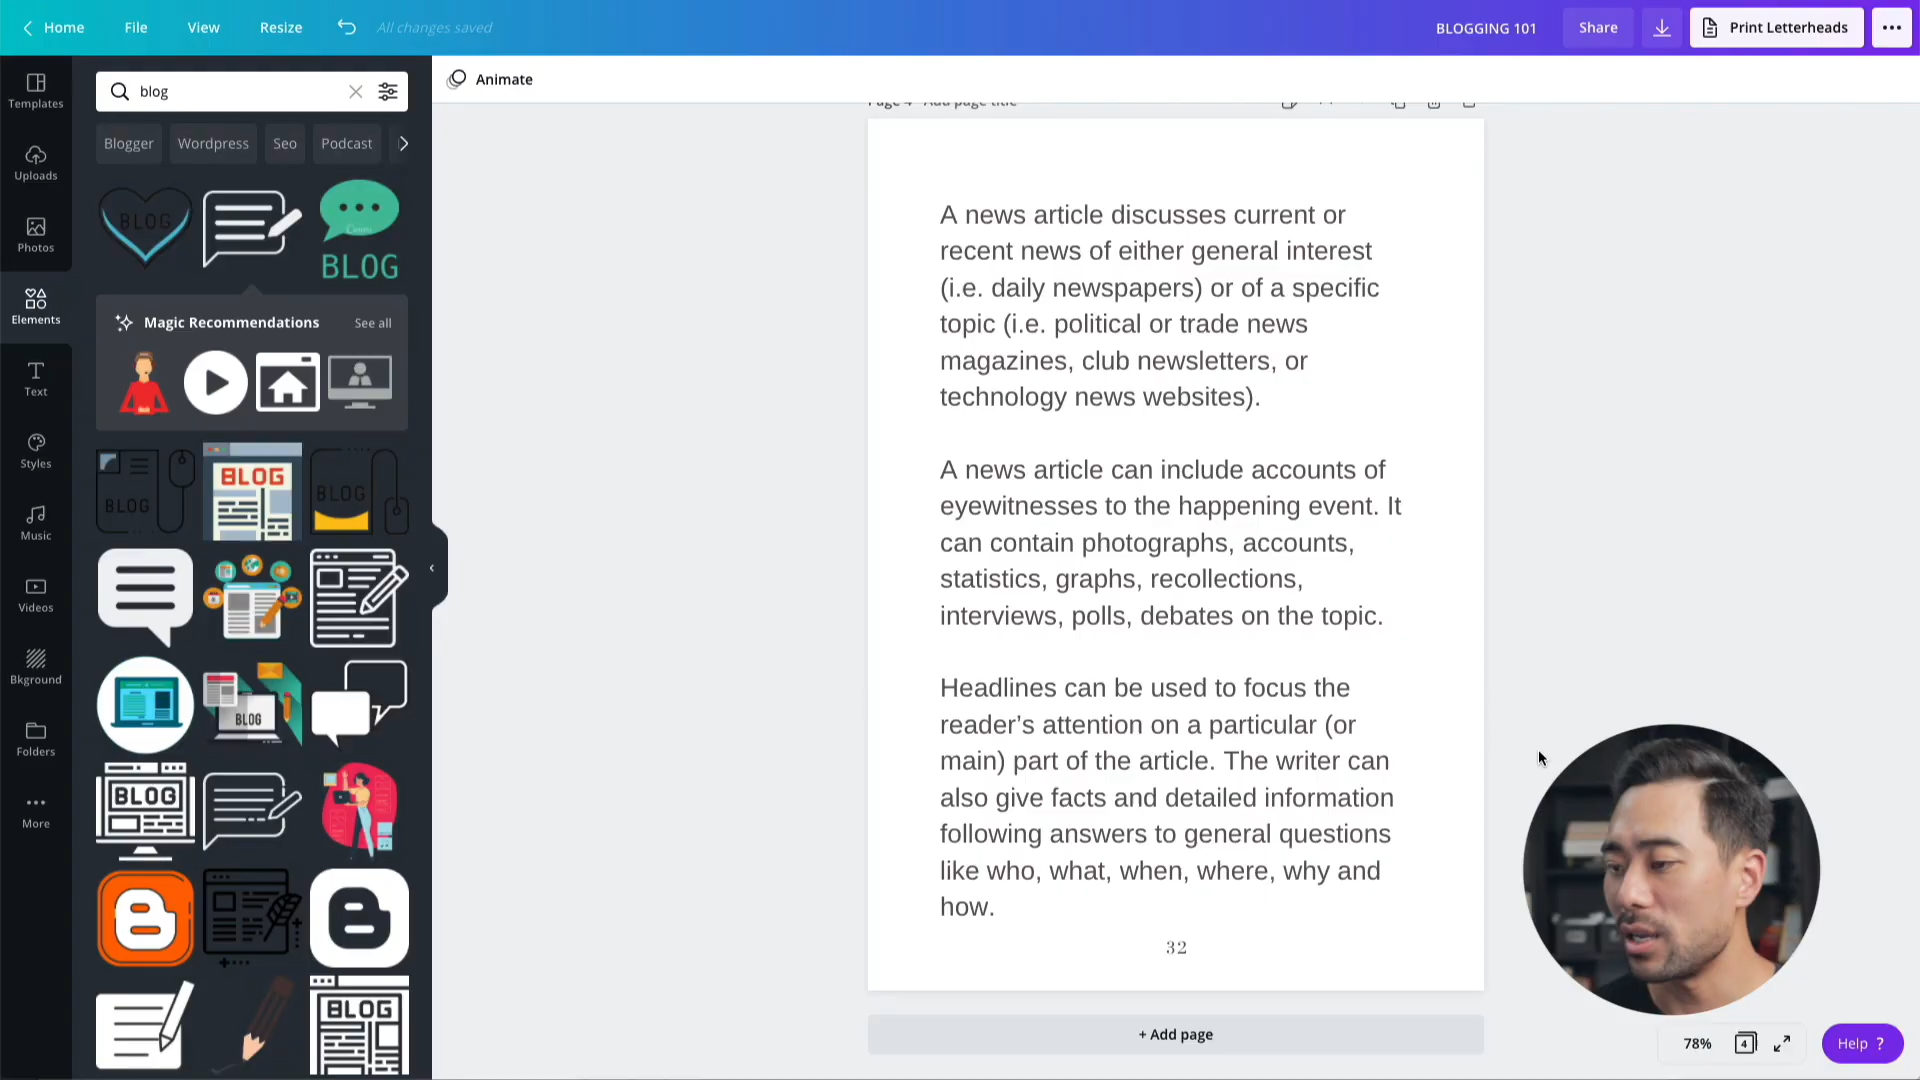 Home
File
View
Resize
All changes saved
BLOGGING 101
Share
Print Letterheads
Templates
Uploads
Photos
Elements
Text
Styles
Music
Videos
Bkground
Folders
More
blog
Blogger
Wordpress
Seo
Podcast
BLOG
Canva
BLOG
Magic Recommendations
See all
BLOG
BLOG
BLOG
BLOG
BLOG
BLOG
Animate
Page 4 - Add page title
A news article discusses current or
recent news of either general interest
(i.e. daily newspapers) or of a specific
topic (i.e. political or trade news
magazines, club newsletters, or
technology news websites).
A news article can include accounts of
eyewitnesses to the happening event. It
can contain photographs, accounts,
statistics, graphs, recollections,
interviews, polls, debates on the topic.
Headlines can be used to focus the
reader’s attention on a particular (or
main) part of the article. The writer can
also give facts and detailed information
following answers to general questions
like who, what, when, where, why and
how.
32
+ Add page
78%
4
Help ?